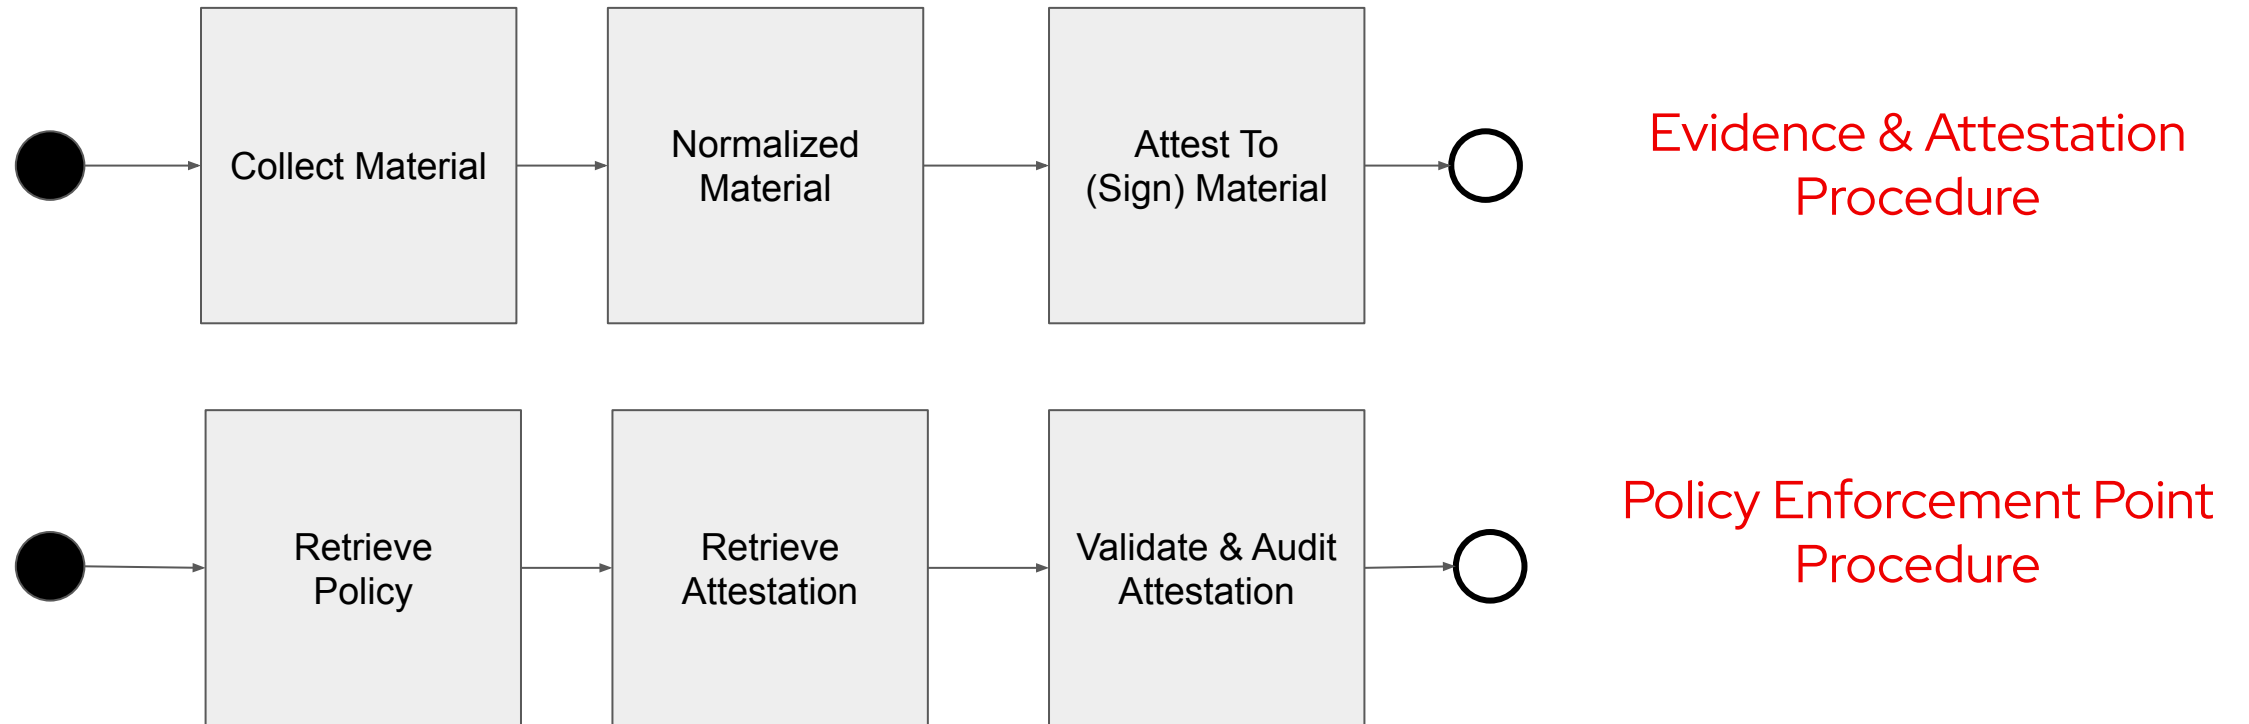 Collect Material
Normalized
Material
Attest To
(Sign) Material
Evidence & Attestation
Procedure
Retrieve
Policy
Retrieve
Attestation
Validate & Audit
Attestation
Policy Enforcement Point
Procedure